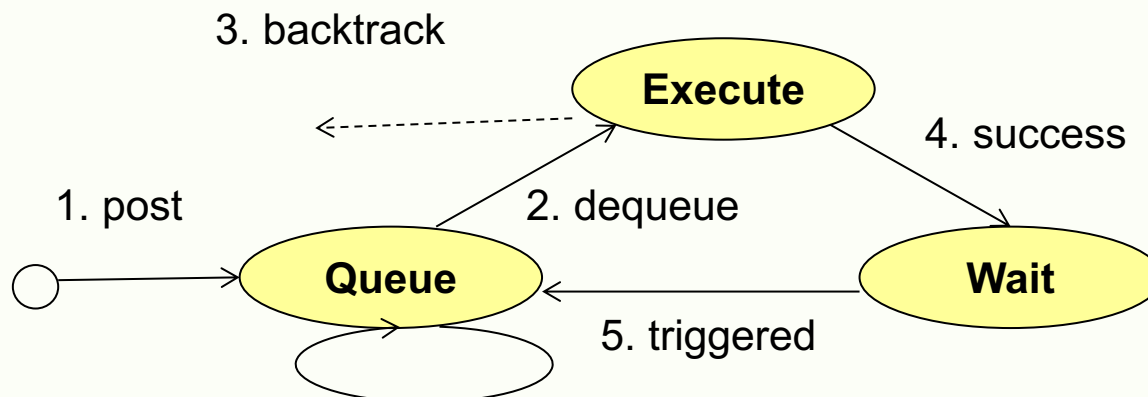 3. backtrack
Execute
4. success
1. post
2. dequeue
Queue
Wait
5. triggered